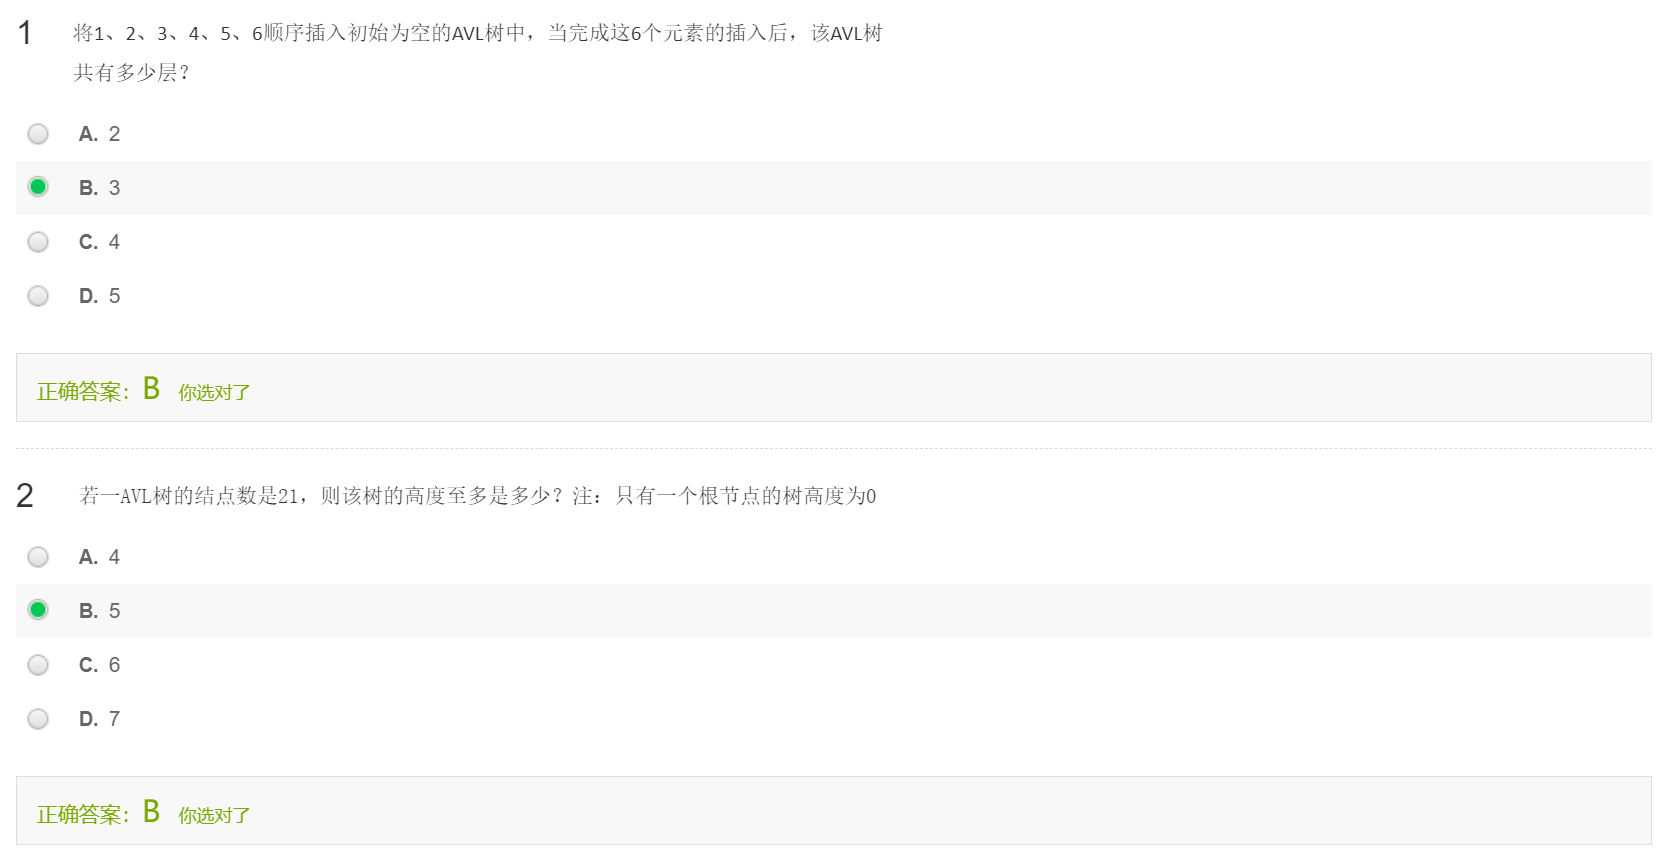 1 将1、2、3、4、5、6顺序插入初始为空的AVL树中，当完成这6个元素的插入后，该AVL树
共有多少层？
A. 2
B. 3
C. 4
D. 5
正确答案：B 你选对了
2 若一AVL树的结点数是21，则该树的高度至多是多少？注：只有一个根节点的树高度为0
A. 4
B. 5
C. 6
D. 7
正确答案：B 你选对了